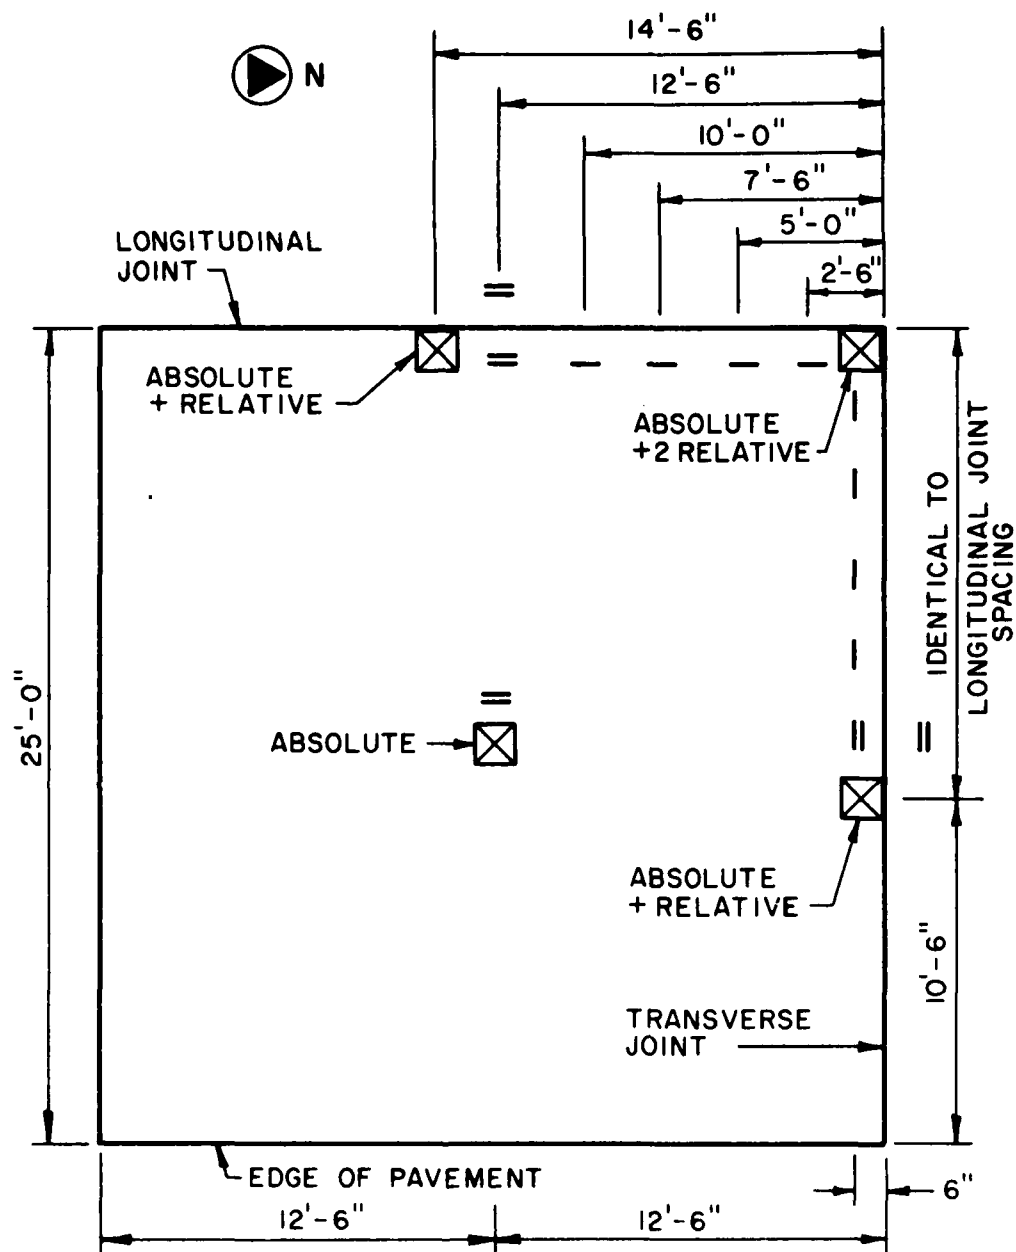 14'-6"
N
12'-6"
10'-0"
7'-6"
5'-0"
LONGITUDINAL
JOINT
2'-6"
ABSOLUTE
+ RELATIVE
ABSOLUTE
+2 RELATIVE
IDENTICAL TO
LONGITUDINAL JOINT
SPACING
25'-0"
ABSOLUTE
ABSOLUTE
+ RELATIVE
10'-6"
TRANSVERSE
JOINT
EDGE OF PAVEMENT
6"
12'-6"
12'-6"